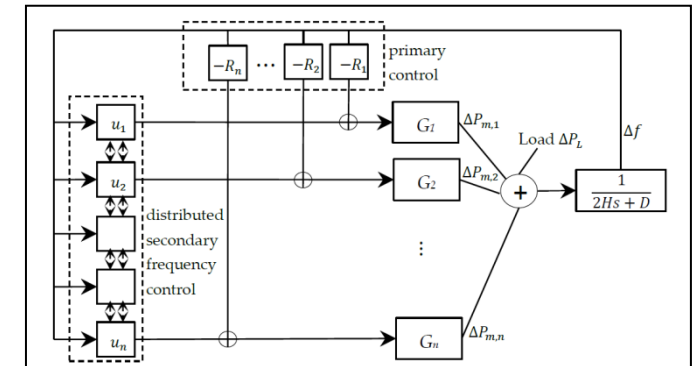 −Rₙ ⋯ −R₂ −R₁
primary
control
u₁
G₁
ΔPₘ,₁
Load ΔP_L
Δf
u₂
G₂
ΔPₘ,₂
+
1
2Hs + D
distributed
secondary
frequency
control
⋮
uₙ
Gₙ
ΔPₘ,ₙ